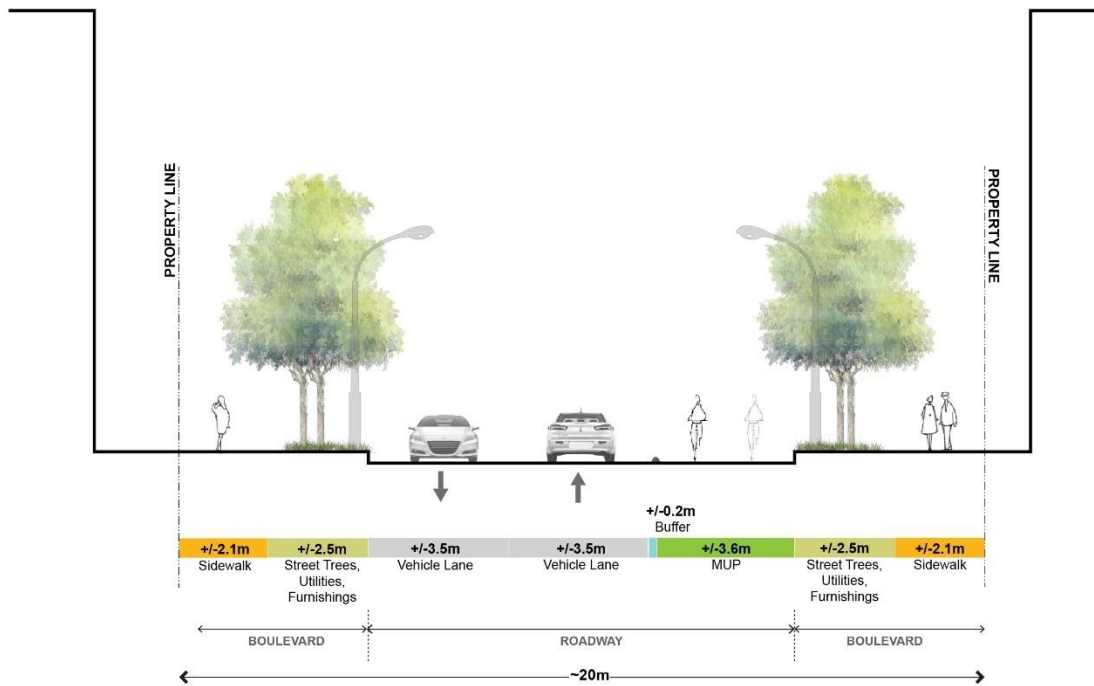 PROPERTY LINE
PROPERTY LINE
+/-0.2m
Buffer
+/-2.1m
Sidewalk
+/-2.5m
Street Trees,
Utilities,
Furnishings
+/-3.5m
Vehicle Lane
+/-3.5m
Vehicle Lane
+/-3.6m
MUP
+/-2.5m
Street Trees,
Utilities,
Furnishings
+/-2.1m
Sidewalk
BOULEVARD
ROADWAY
BOULEVARD
~20m